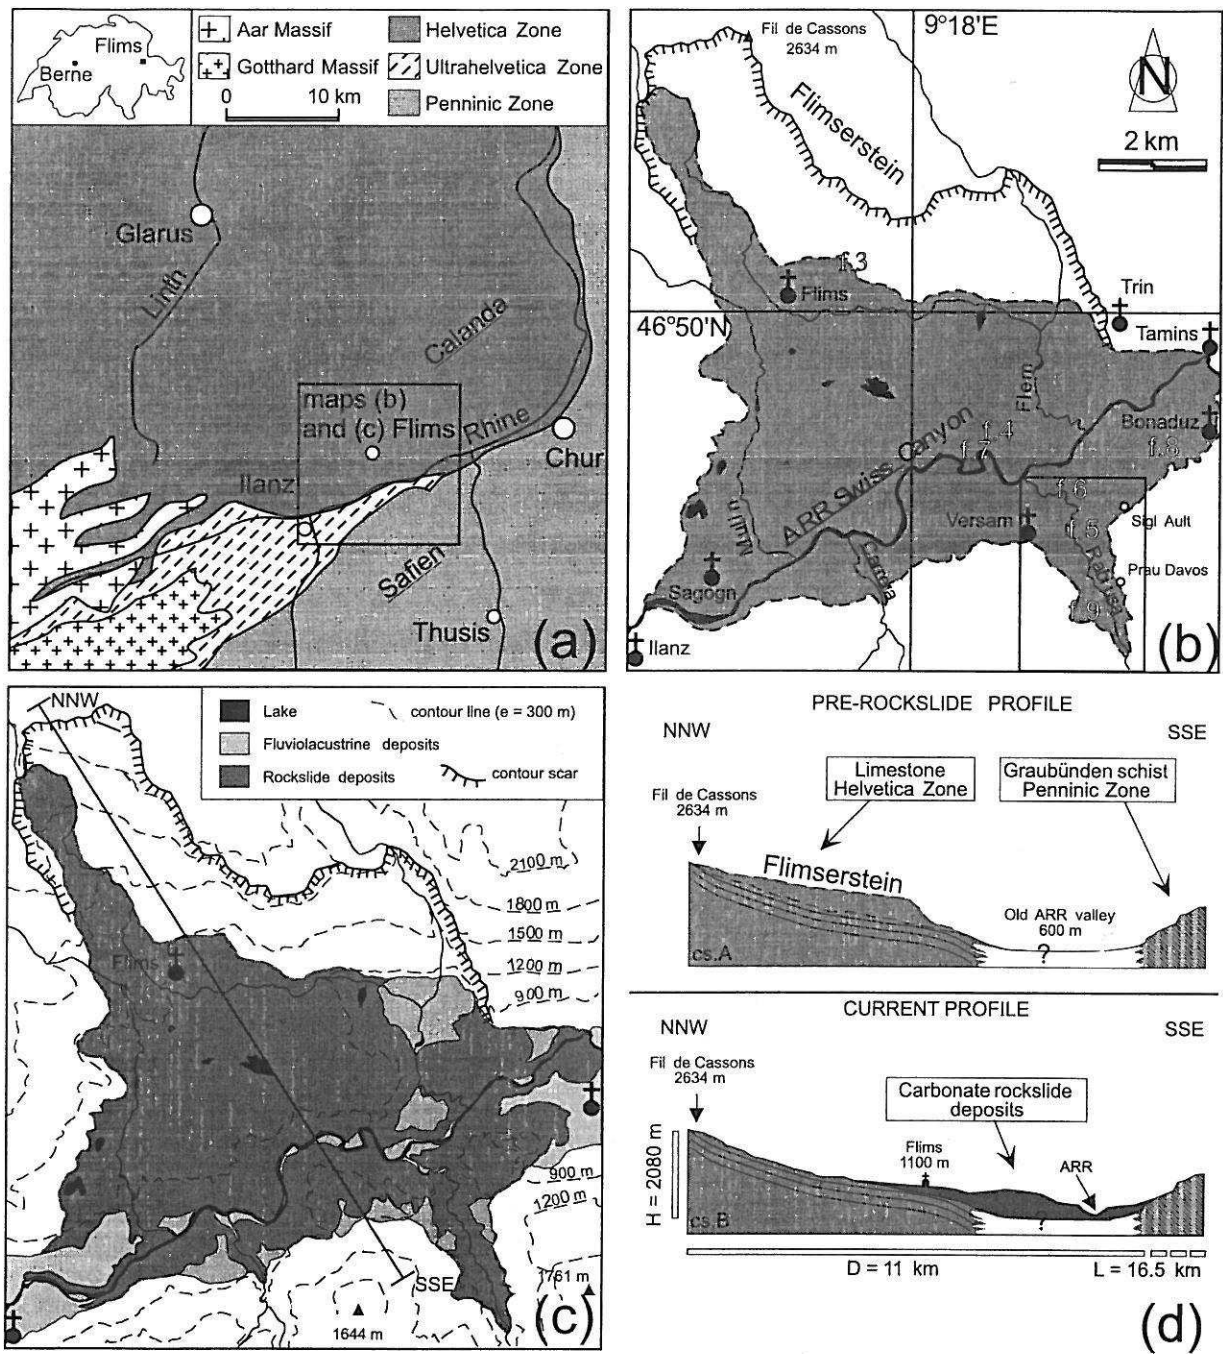 Flims
Berne
Aar Massif
Gotthard Massif
0 10 km
Helvetica Zone
Ultrahelvetica Zone
Penninic Zone
Glarus
Linth
Calanda
maps (b)
and (c) Flims
Rhine
Chur
Ilanz
Safien
Thusis
(a)
Fil de Cassons
2634 m
9°18'E
N
2 km
Flimserstein
f.3
Flims
Trin
46°50'N
Tamins
Flem
Bonaduz
f.4
f.7
f.8
ARR Swiss Canyon
f.6
Versam
Sigl Ault
f.5
Carrera
Prau Davos
Sagogn
f.9
Ilanz
(b)
NNW
Lake
contour line (e = 300 m)
Fluviolacustrine deposits
Rockslide deposits
contour scar
2100 m
1800 m
1500 m
1200 m
900 m
Flims
900 m
1200 m
SSE
1761 m
1644 m
(c)
PRE-ROCKSLIDE PROFILE
NNW
SSE
Limestone
Helvetica Zone
Graubünden schist
Penninic Zone
Fil de Cassons
2634 m
Flimserstein
Old ARR valley
600 m
?
cs.A
CURRENT PROFILE
NNW
SSE
Fil de Cassons
2634 m
Carbonate rockslide
deposits
Flims
1100 m
ARR
H = 2080 m
cs.B
?
D = 11 km
L = 16.5 km
(d)